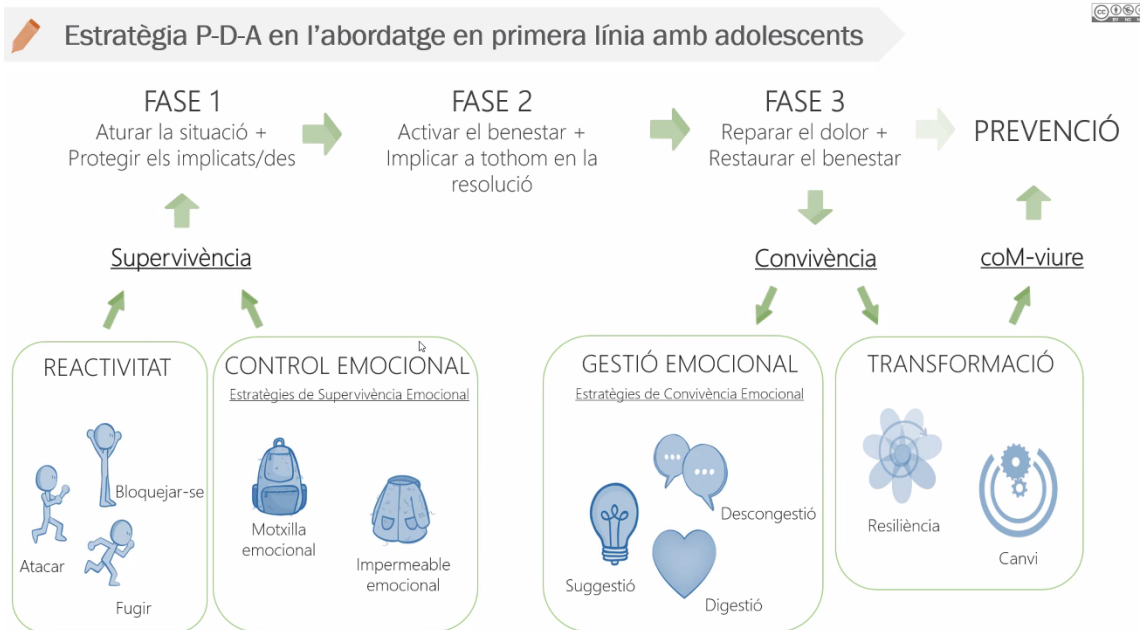 Estratègia P-D-A en l'abordatge en primera línia amb adolescents
FASE 1
Aturar la situació +
Protegir els implicats/des
FASE 2
Activar el benestar +
Implicar a tothom en la
resolució
FASE 3
Reparar el dolor +
Restaurar el benestar
PREVENCIÓ
Supervivència
Convivència
coM-viure
REACTIVITAT
Bloquejar-se
Atacar
Fugir
CONTROL EMOCIONAL
Estratègies de Supervivència Emocional
Motxilla
emocional
Impermeable
emocional
GESTIÓ EMOCIONAL
Estratègies de Convivència Emocional
Descongestió
Suggestió
Digestió
TRANSFORMACIÓ
Resiliència
Canvi